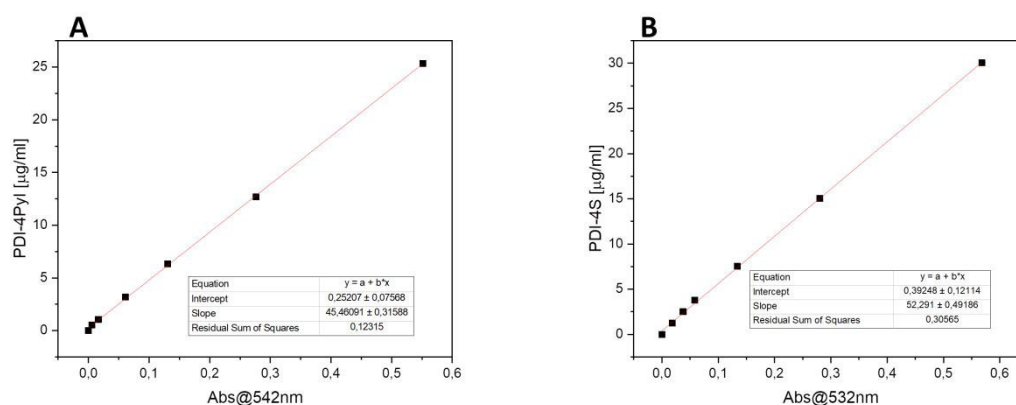 A
PDI-4Pyl [µg/ml]
25
20
15
10
5
0
Equation y = a + b*x
Intercept 0,25207 ± 0,07568
Slope 45,46091 ± 0,31588
Residual Sum of Squares 0,12315
0,0 0,1 0,2 0,3 0,4 0,5 0,6
Abs@542nm
B
PDI-4S [µg/ml]
30
25
20
15
10
5
0
Equation y = a + b*x
Intercept 0,39248 ± 0,12114
Slope 52,291 ± 0,49186
Residual Sum of Squares 0,30565
0,0 0,1 0,2 0,3 0,4 0,5 0,6
Abs@532nm